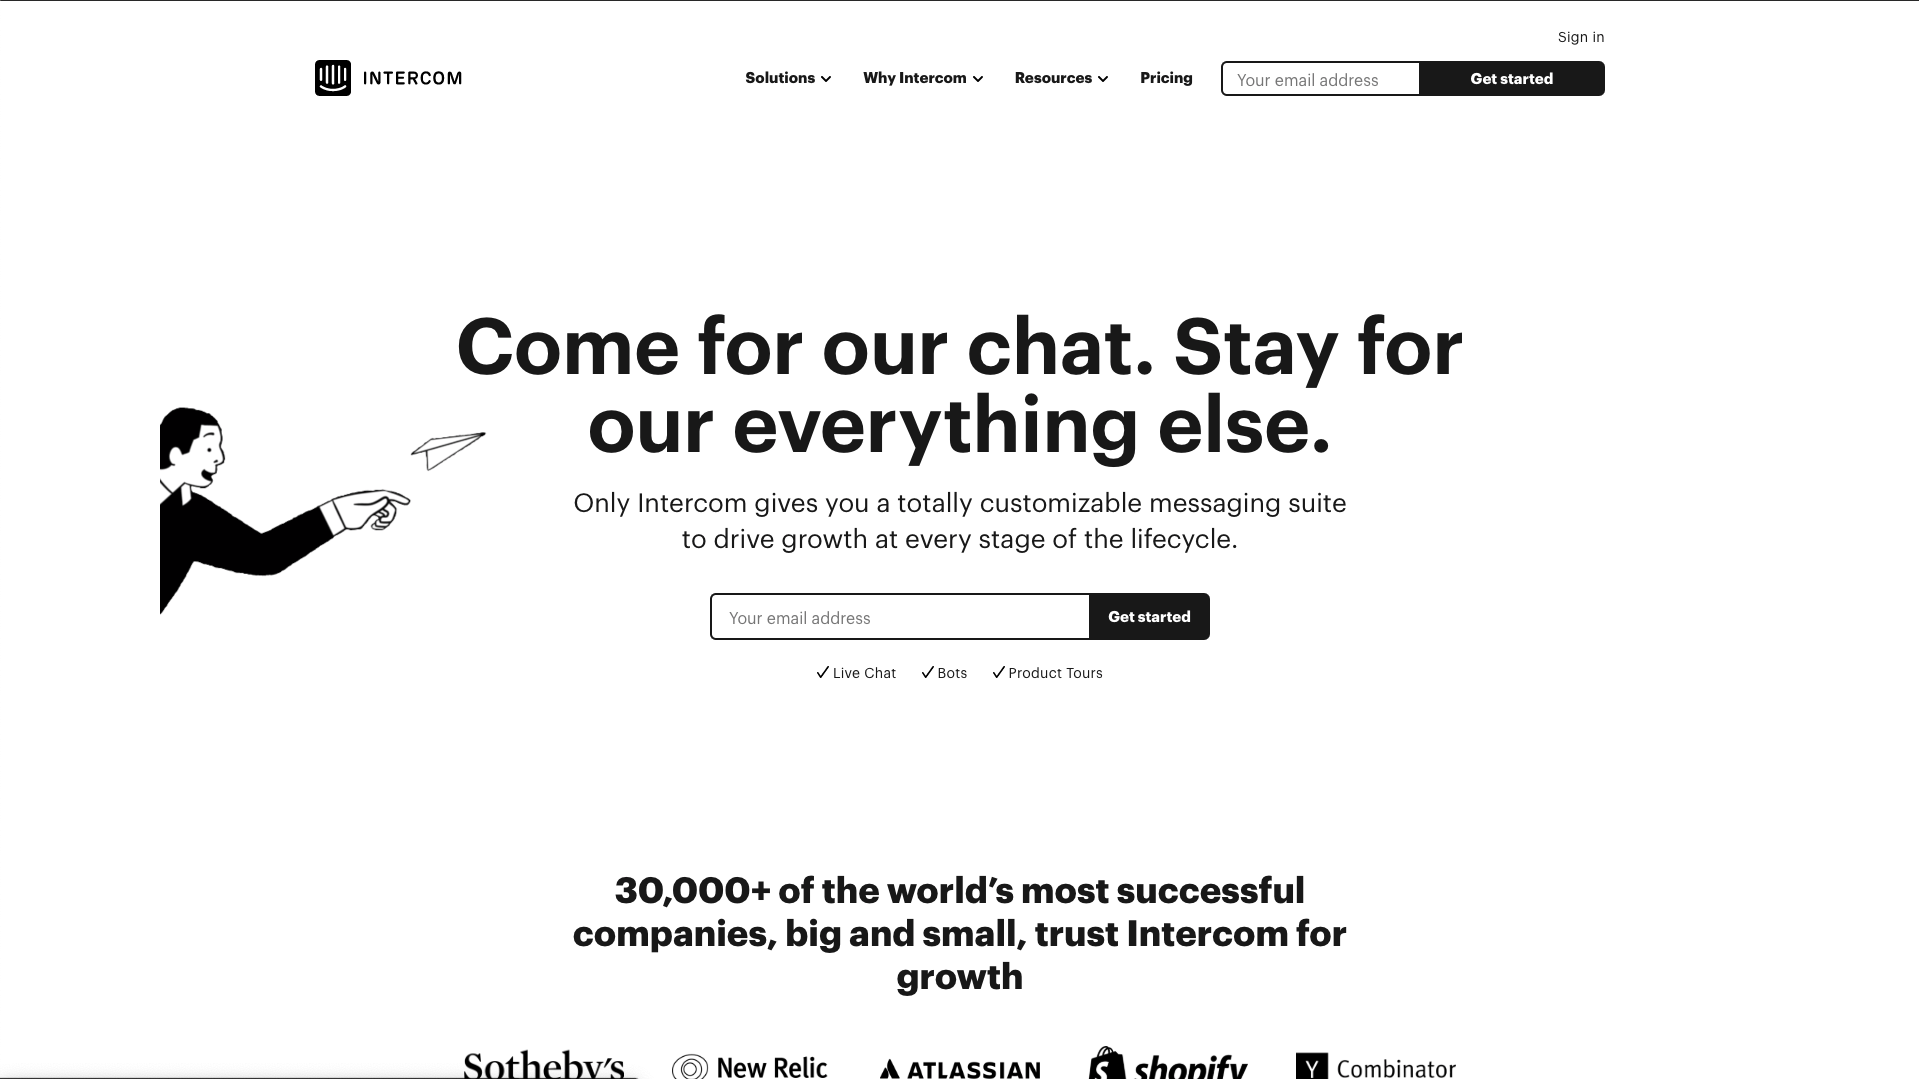 Sign in
INTERCOM
Solutions
Why Intercom
Resources
Pricing
Your email address
Get started
Come for our chat. Stay for
our everything else.
Only Intercom gives you a totally customizable messaging suite
to drive growth at every stage of the lifecycle.
Your email address
Get started
Live Chat
Bots
Product Tours
30,000+ of the world’s most successful
companies, big and small, trust Intercom for
growth
Sotheby’s
New Relic
ATLASSIAN
shopify
Y Combinator